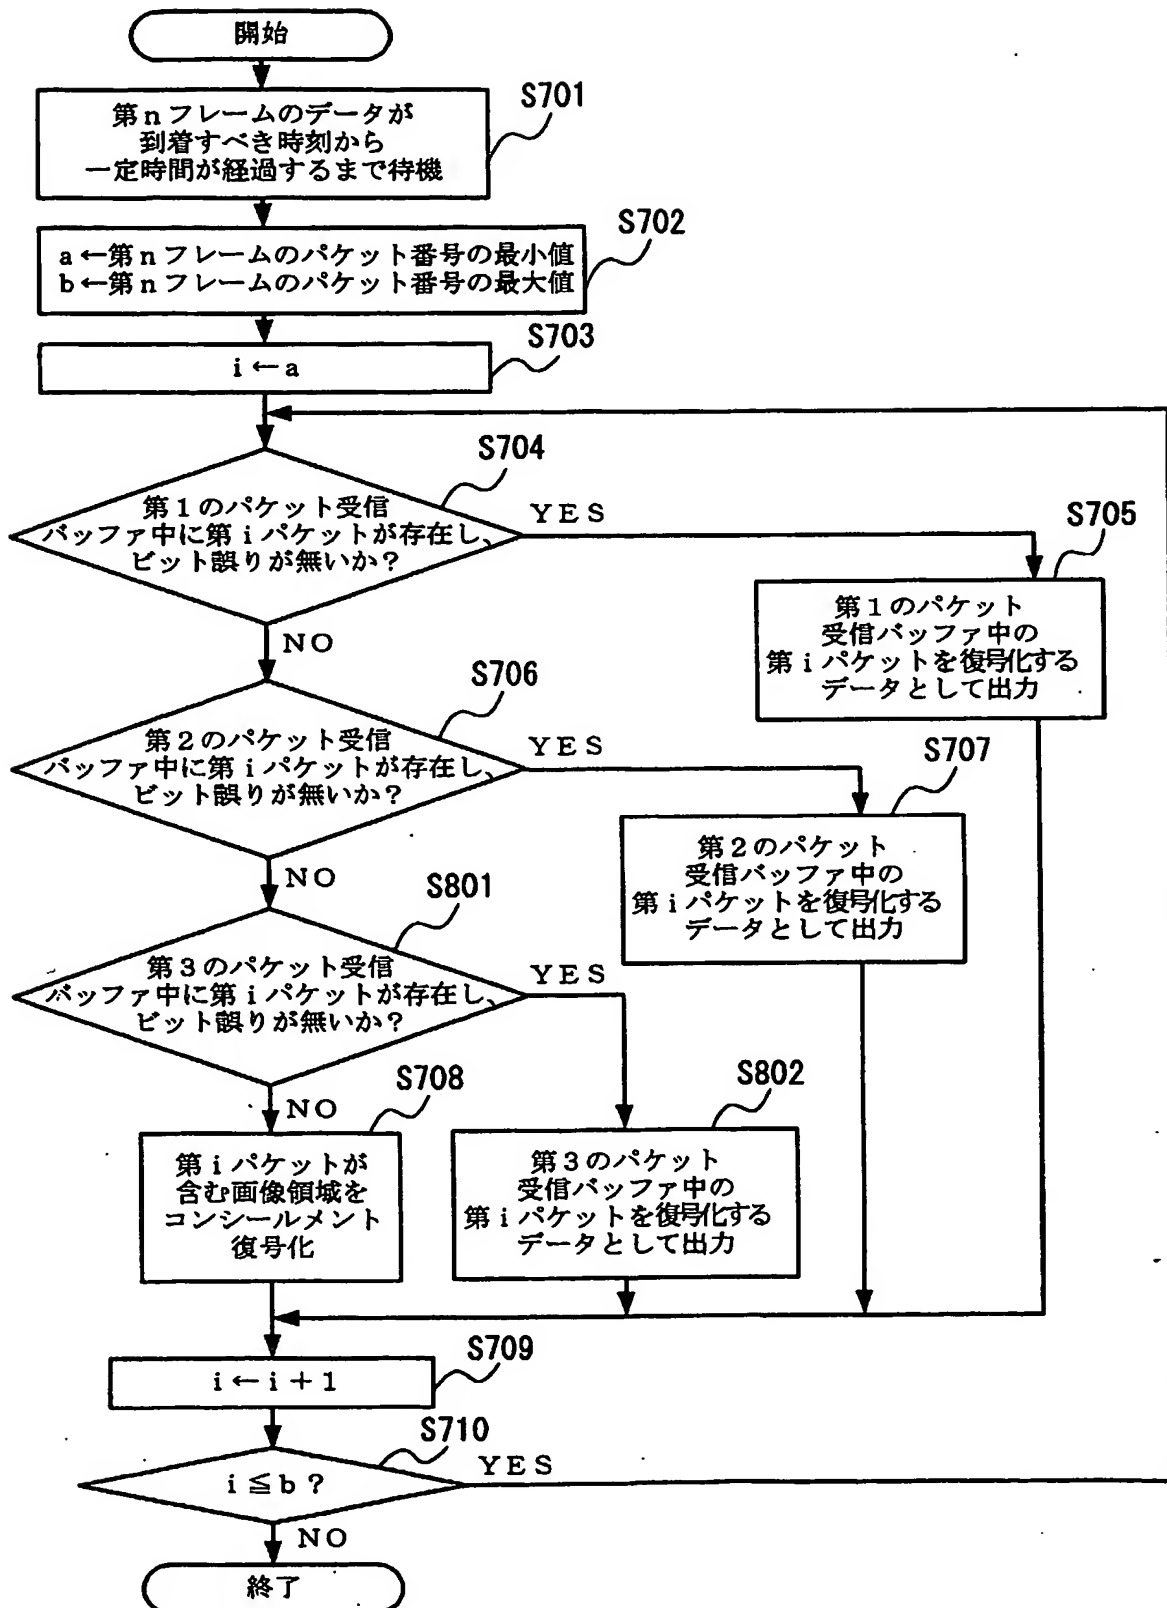 開始
S701
第nフレームのデータが
到着すべき時刻から
一定時間が経過するまで待機
S702
a←第nフレームのパケット番号の最小値
b←第nフレームのパケット番号の最大値
S703
i←a
S704
第1のパケット受信
バッファ中に第iパケットが存在し、
ビット誤りが無いか?
YES
NO
S705
第1のパケット
受信バッファ中の
第iパケットを復号化する
データとして出力
S706
第2のパケット受信
バッファ中に第iパケットが存在し、
ビット誤りが無いか?
YES
NO
S707
第2のパケット
受信バッファ中の
第iパケットを復号化する
データとして出力
S801
第3のパケット受信
バッファ中に第iパケットが存在し、
ビット誤りが無いか?
YES
NO
S708
第iパケットが
含む画像領域を
コンシールメント
復号化
S802
第3のパケット
受信バッファ中の
第iパケットを復号化する
データとして出力
S709
i←i+1
S710
i≦b?
YES
NO
終了